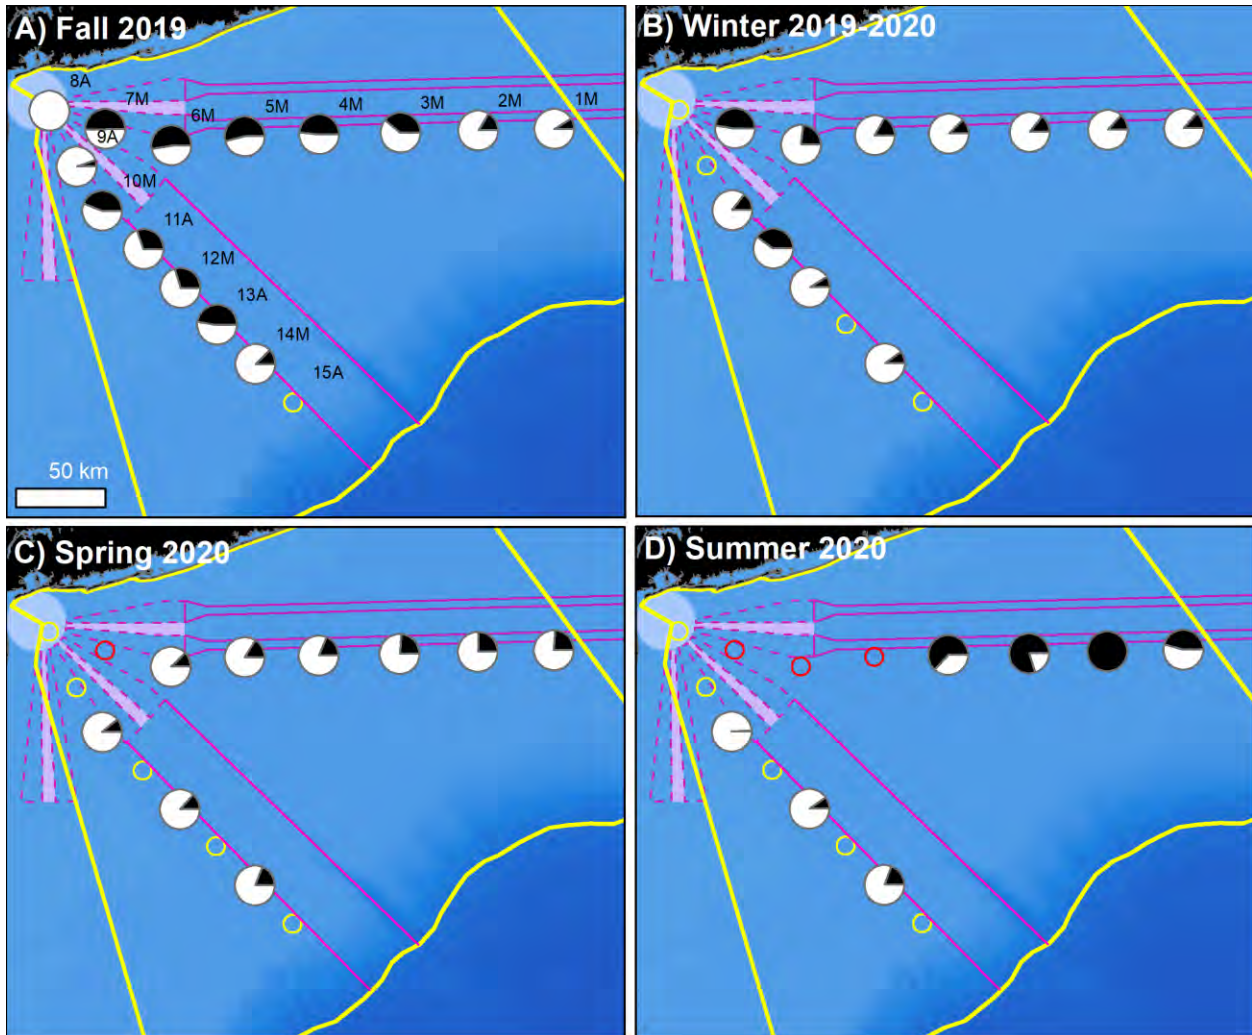 A) Fall 2019
B) Winter 2019-2020
8A
7M
6M
5M
4M
3M
2M
1M
9A
10M
11A
12M
13A
14M
15A
50 km
C) Spring 2020
D) Summer 2020